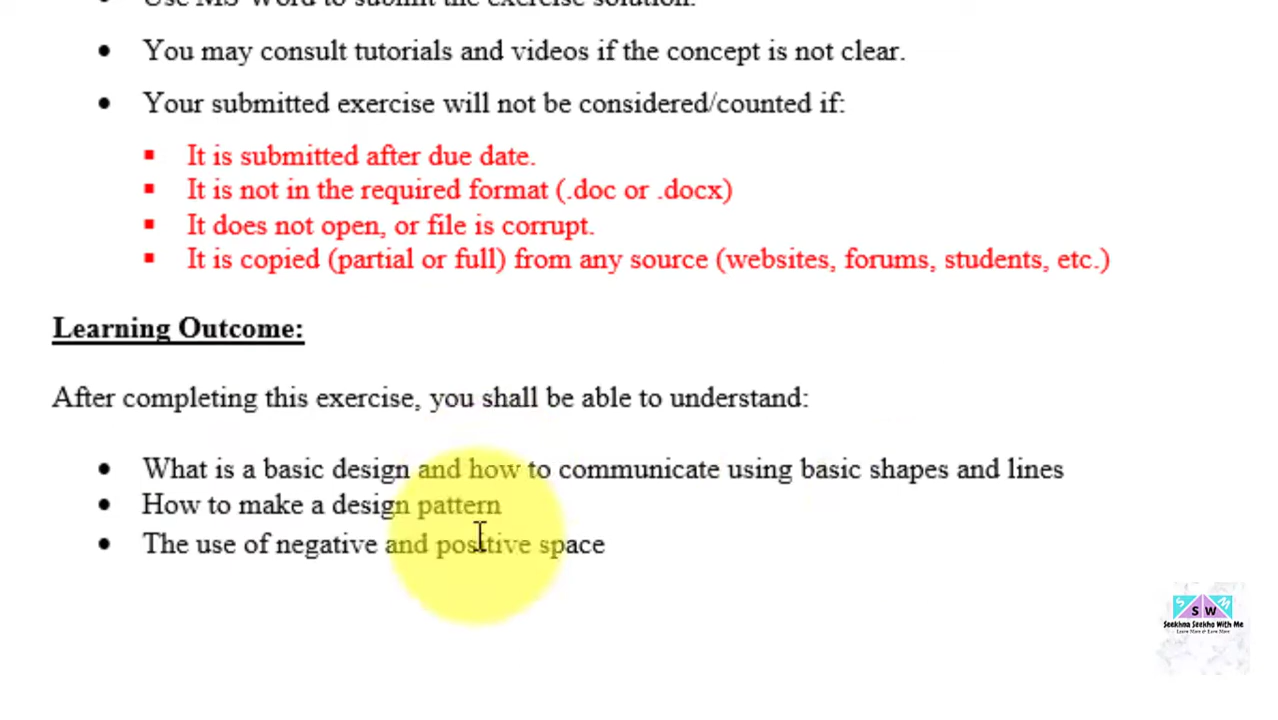 Use MS Word to submit the exercise solution.
You may consult tutorials and videos if the concept is not clear.
Your submitted exercise will not be considered/counted if:
It is submitted after due date.
It is not in the required format (.doc or .docx)
It does not open, or file is corrupt.
It is copied (partial or full) from any source (websites, forums, students, etc.)
Learning Outcome:
After completing this exercise, you shall be able to understand:
What is a basic design and how to communicate using basic shapes and lines
How to make a design pattern
The use of negative and positive space
S S W M
Seekhna Seekho With Me
Learn More & Earn More